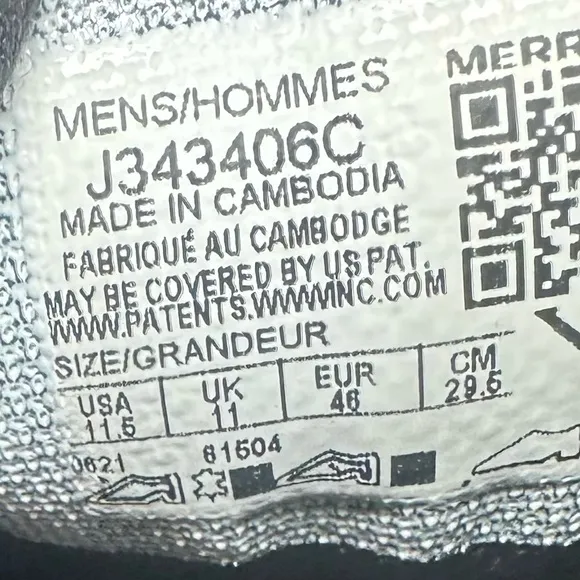 MENS/HOMMES
MERR
J343406C
MADE IN CAMBODIA
FABRIQUÉ AU CAMBODGE
MAY BE COVERED BY US PAT.
WWW.PATENTS.WWWINC.COM
SIZE/GRANDEUR
USA UK EUR CM
11.5 11 46 29.5
0621 81504